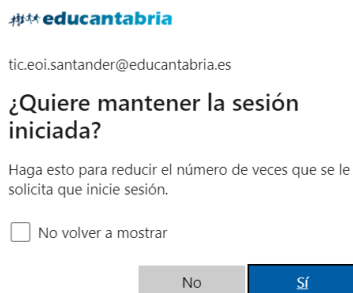 educantabria
tic.eoi.santander@educantabria.es
¿Quiere mantener la sesión
iniciada?
Haga esto para reducir el número de veces que se le
solicita que inicie sesión.
No volver a mostrar
No
Sí